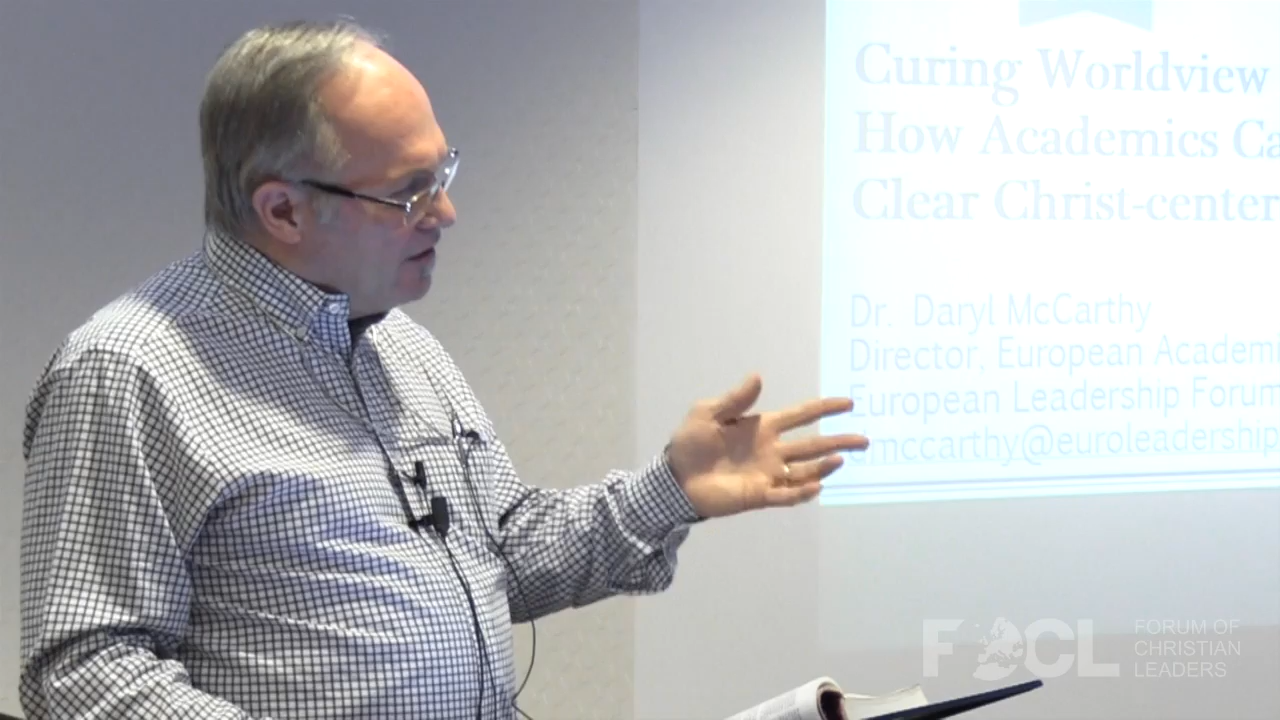 Curing Worldview
How Academics Ca
Clear Christ-center
Dr. Daryl McCarthy
Director, European Academi
European Leadership Forum
dmccarthy@euroleadership
FOCL
FORUM OF
CHRISTIAN
LEADERS